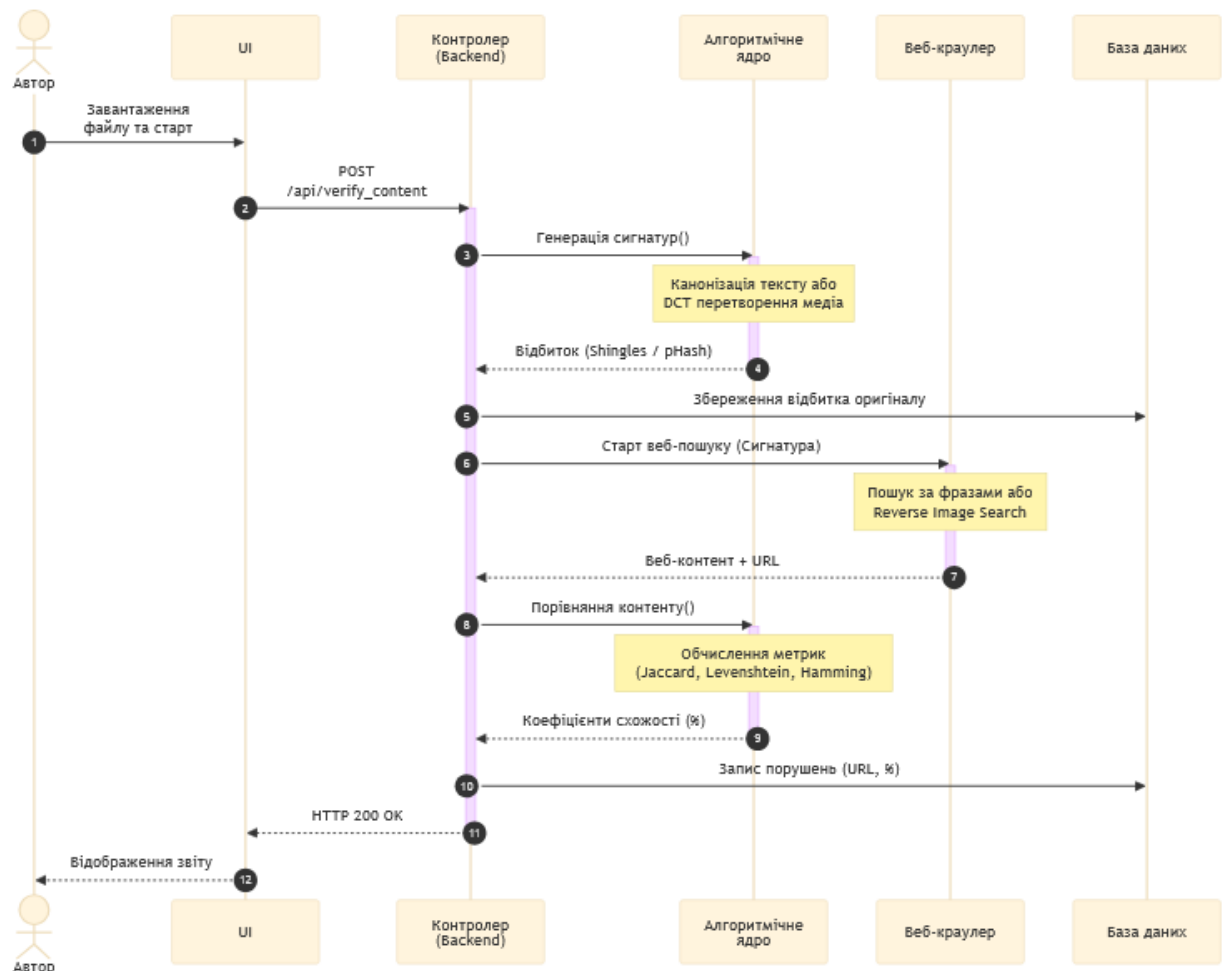 UI
Контролер
(Backend)
Алгоритмічне
ядро
Веб-краулер
База даних
Автор
Завантаження
файлу та старт
1
POST
/api/verify_content
2
Генерація сигнатур()
3
Канонізація тексту або
DCT перетворення медіа
Відбиток (Shingles / pHash)
4
Збереження відбитка оригіналу
5
Старт веб-пошуку (Сигнатура)
6
Пошук за фразами або
Reverse Image Search
Веб-контент + URL
7
Порівняння контенту()
8
Обчислення метрик
(Jaccard, Levenshtein, Hamming)
Коефіцієнти схожості (%)
9
Запис порушень (URL, %)
10
HTTP 200 OK
11
Відображення звіту
12
UI
Контролер
(Backend)
Алгоритмічне
ядро
Веб-краулер
База даних
Автор